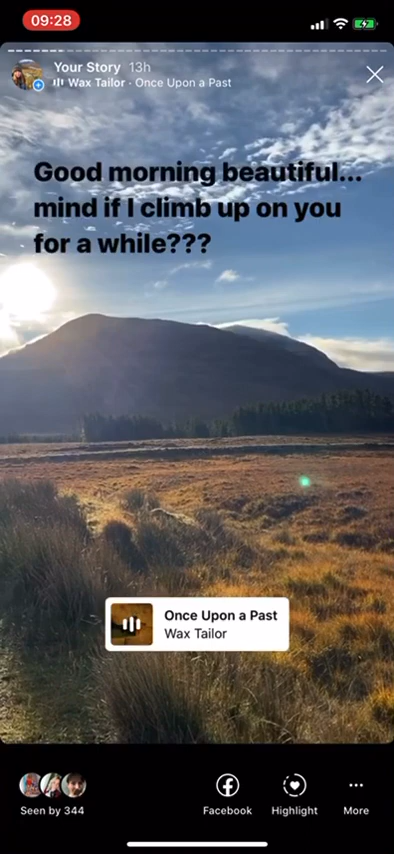 09:28
Your Story 13h
Wax Tailor · Once Upon a Past
Good morning beautiful...
mind if I climb up on you
for a while???
Once Upon a Past
Wax Tailor
Seen by 344
Facebook
Highlight
More